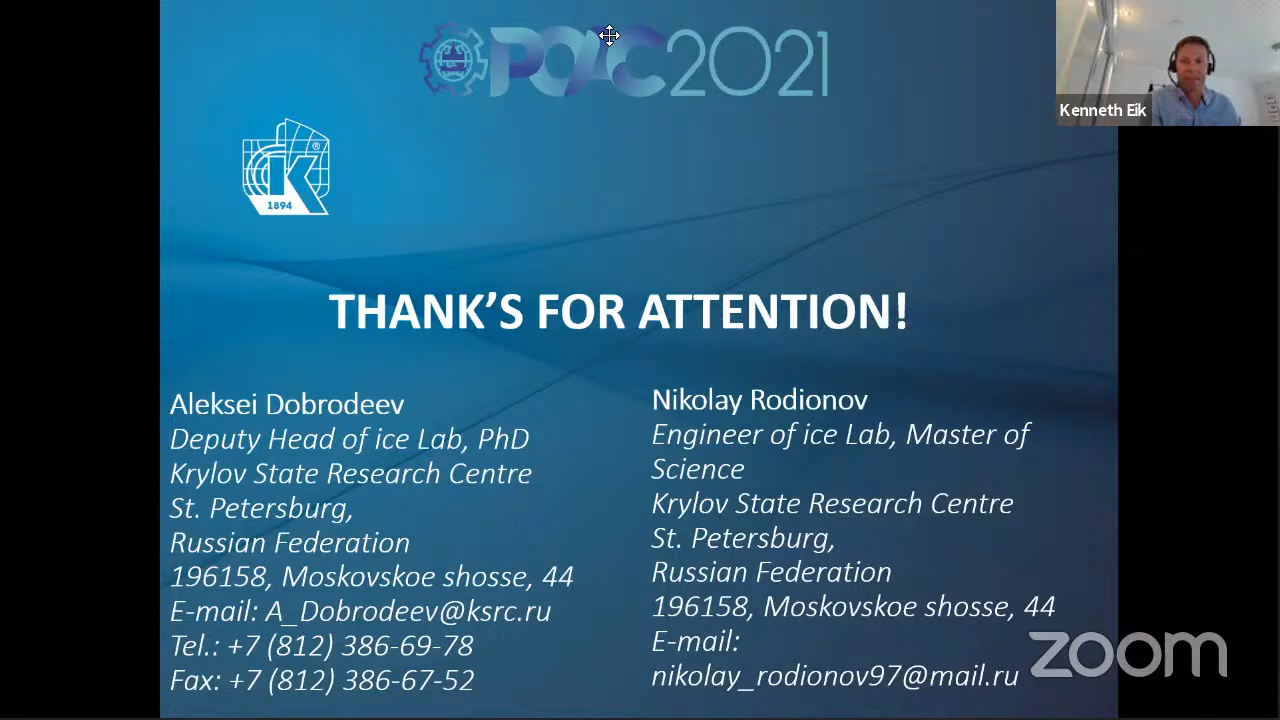 POAC 2021
Kenneth Eik
®
1894
THANK’S FOR ATTENTION!
Aleksei Dobrodeev
Deputy Head of ice Lab, PhD
Krylov State Research Centre
St. Petersburg,
Russian Federation
196158, Moskovskoe shosse, 44
E-mail: A_Dobrodeev@ksrc.ru
Tel.: +7 (812) 386-69-78
Fax: +7 (812) 386-67-52
Nikolay Rodionov
Engineer of ice Lab, Master of
Science
Krylov State Research Centre
St. Petersburg,
Russian Federation
196158, Moskovskoe shosse, 44
E-mail:
nikolay_rodionov97@mail.ru
zoom